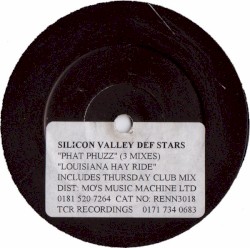 SILICON VALLEY DEF STARS
"PHAT PHUZZ" (3 MIXES)
"LOUISIANA HAY RIDE"
INCLUDES THURSDAY CLUB MIX
DIST: MO'S MUSIC MACHINE LTD
0181 520 7264 CAT NO: RENN3018
TCR RECORDINGS 0171 734 0683